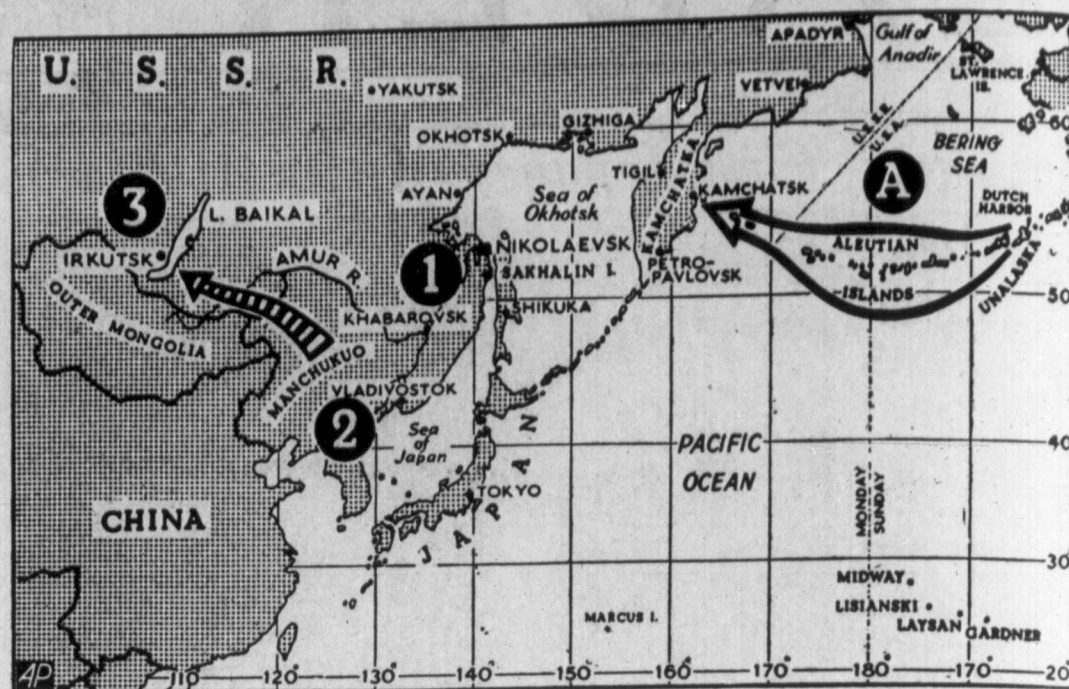 APADYR
Gulf of
Anadir
ST.
LAWRENCE
IS.
U. S. S. R.
YAKUTSK
VETVEI
GIZHIGA
OKHOTSK
60
U.S.S.R.
U.S.A.
BERING
SEA
TIGIL
KAMCHATKA
KAMCHATSK
A
Sea of
Okhotsk
AYAN
3
L. BAIKAL
DUTCH
HARBOR
IRKUTSK
AMUR R.
1
NIKOLAEVSK
SAKHALIN I.
PETRO-
PAVLOVSK
ALEUTIAN
ISLANDS
UNALASKA
50
OUTER MONGOLIA
KHABAROVSK
SHIKUKA
MANCHUKUO
VLADIVOSTOK
2
Sea
of
Japan
40
PACIFIC
OCEAN
TOKYO
JAPAN
CHINA
MONDAY
SUNDAY
30
MIDWAY
LISIANSKI
LAYSAN
GARDNER
MARCUS I.
AP
110
120
130
140
150
160
170
180
170
20